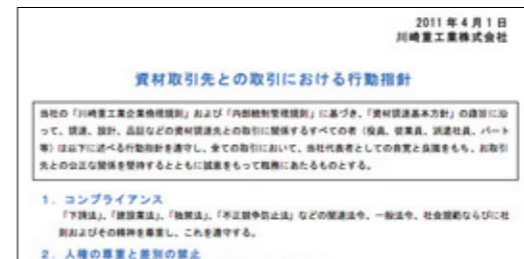 2011年4月1日
川崎重工業株式会社
資材取引先との取引における行動指針
当社の「川崎重工業企業倫理規則」および「内部統制管理規則」に基づき、「資材調達基本方針」の趣旨に沿
って、調達、設計、品証などの資材調達先との取引に関係するすべての者（役員、従業員、派遣社員、パート
等）は以下に述べる行動指針を遵守し、全ての取引において、当社代表者としての自覚と良識をもち、お取引
先との公正な関係を堅持するとともに誠意をもって職務にあたるものとする。
1．コンプライアンス
「下請法」、「建設業法」、「独禁法」、「不正競争防止法」などの関連法令、一般法令、社会規範ならびに社
則およびその精神を尊重し、これを遵守する。
2．人権の尊重と差別の禁止